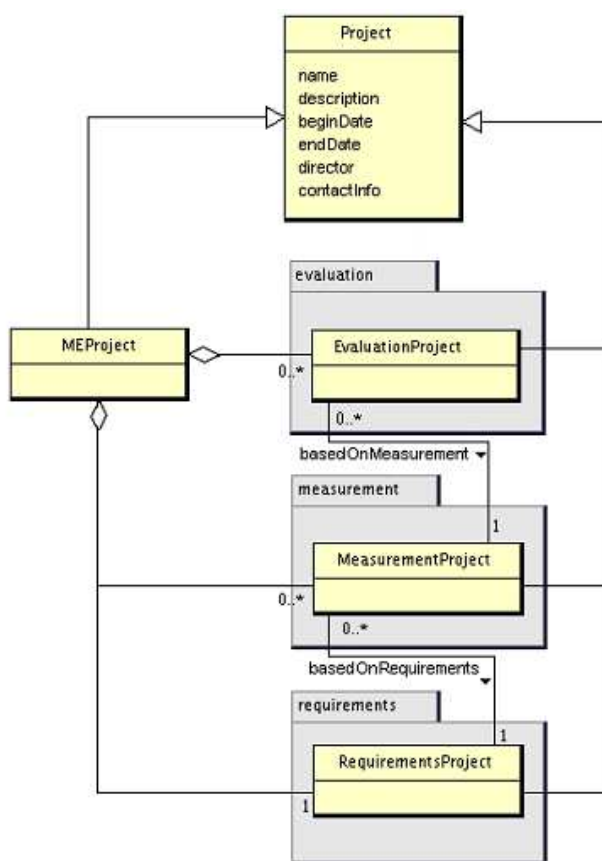 Project
name
description
beginDate
endDate
director
contactInfo
evaluation
MEProject
EvaluationProject
0..*
0..*
basedOnMeasurement
measurement
1
MeasurementProject
0..*
0..*
basedOnRequirements
requirements
1
RequirementsProject
1